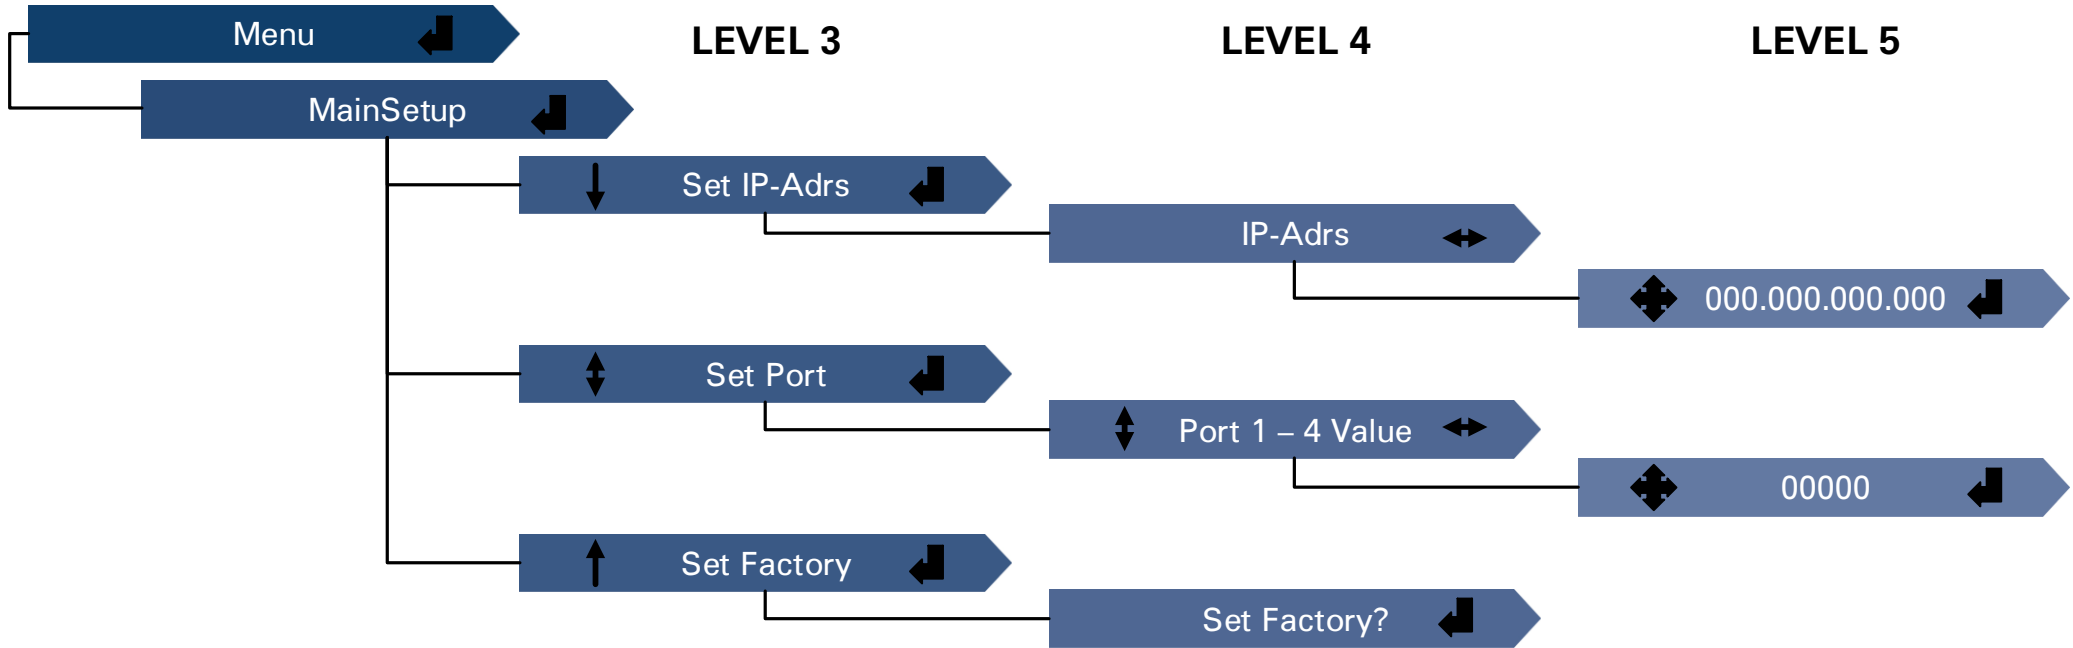 Menu
LEVEL 3
LEVEL 4
LEVEL 5
MainSetup
Set IP-Adrs
IP-Adrs
000.000.000.000
Set Port
Port 1 – 4 Value
00000
Set Factory
Set Factory?